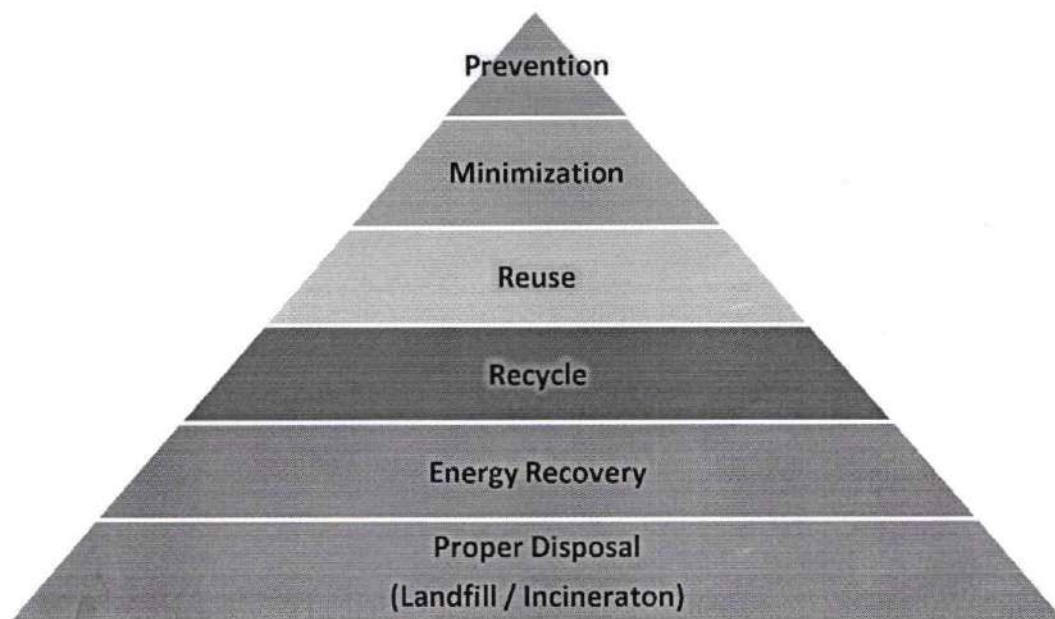 Prevention
Minimization
Reuse
Recycle
Energy Recovery
Proper Disposal
(Landfill / Incineraton)